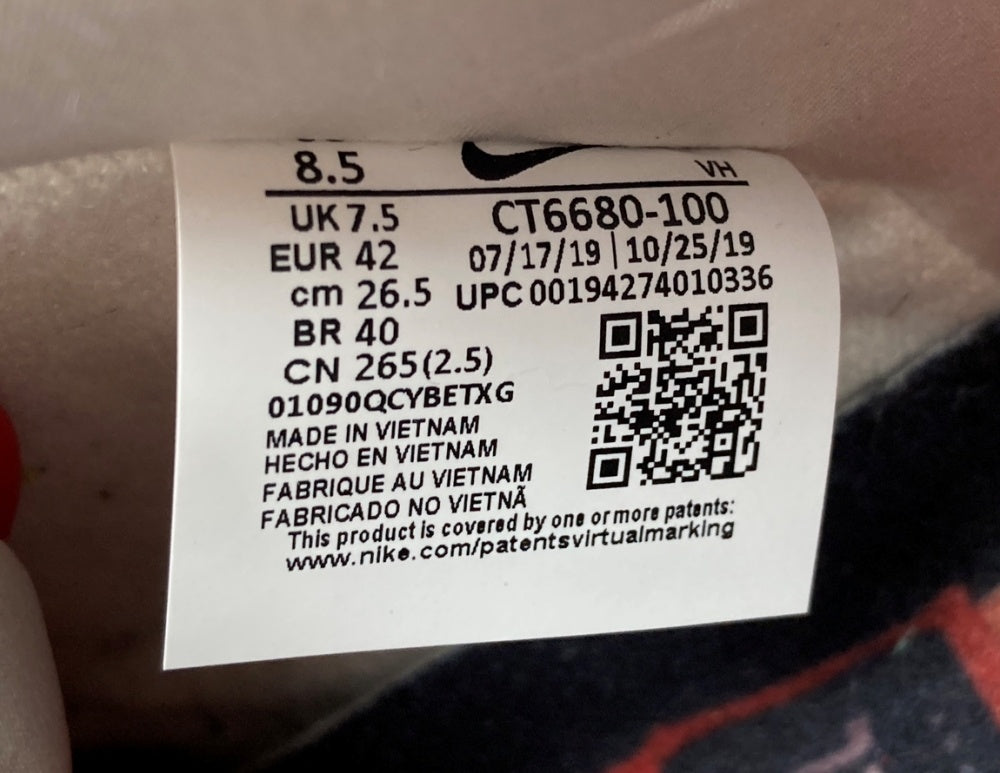 8.5
VH
UK 7.5
CT6680-100
EUR 42
07/17/19 | 10/25/19
cm 26.5
UPC 00194274010336
BR 40
CN 265(2.5)
01090QCYBETXG
MADE IN VIETNAM
HECHO EN VIETNAM
FABRIQUE AU VIETNAM
FABRICADO NO VIETNÃ
This product is covered by one or more patents:
www.nike.com/patentsvirtualmarking